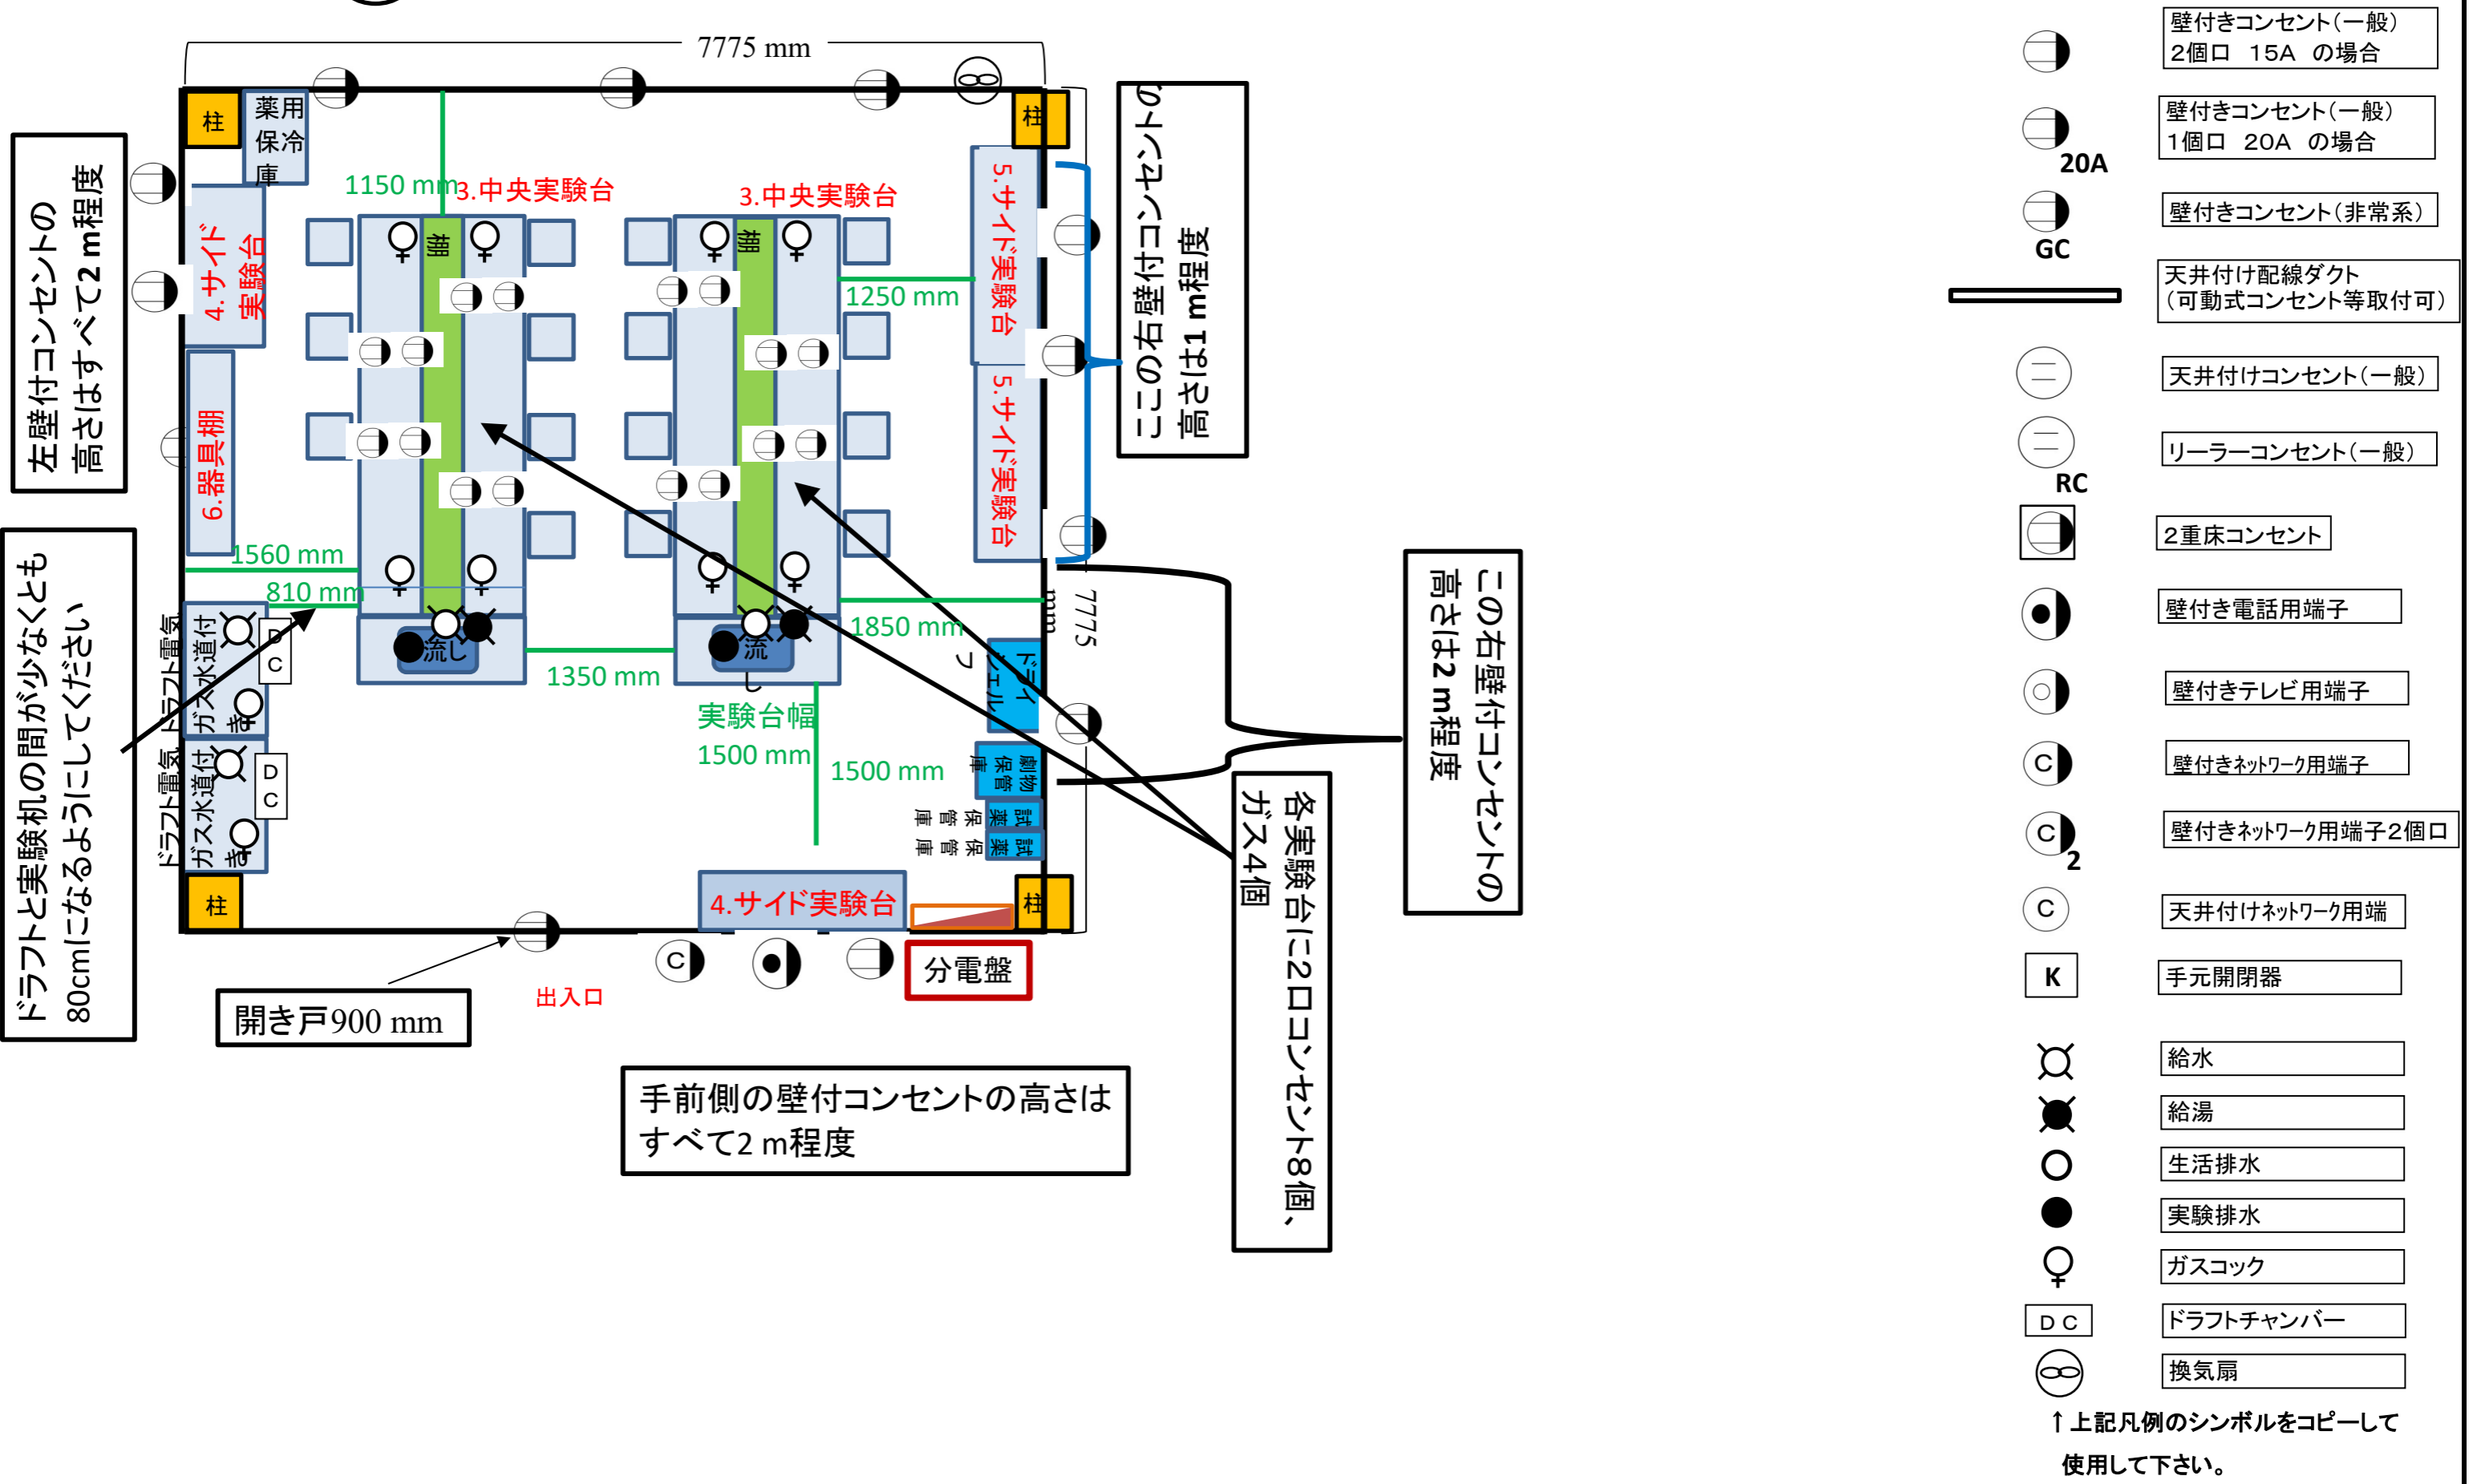 7775 mm
柱
薬用
保冷
庫
柱
左壁付コンセントの
高さはすべて2 m程度
1150 mm
3.中央実験台
3.中央実験台
4.サイド
実験台
棚
棚
5.サイド実験台
1250 mm
5.サイド実験台
ここの右壁付コンセントの
高さは1 m程度
6.器具棚
1560 mm
810 mm
ドラフトと実験机の間が少なくとも
80cmになるようにしてください
ドラフト電気
ガス水道付
き
DC
ドラフト電気
ガス水道付
き
DC
流し
流
し
1350 mm
1850 mm
7775
mm
実験台幅
1500 mm
1500 mm
ドライ
シェル
フ
劇物
保管
庫
試薬保管庫
試薬保管庫
この右壁付コンセントの
高さは2 m程度
各実験台に2口コンセント8個、
ガス4個
柱
4.サイド実験台
柱
C
分電盤
開き戸900 mm
出入口
手前側の壁付コンセントの高さは
すべて2 m程度
壁付きコンセント(一般)
2個口 15A の場合
壁付きコンセント(一般)
1個口 20A の場合
20A
壁付きコンセント(非常系)
GC
天井付け配線ダクト
(可動式コンセント等取付可)
天井付けコンセント(一般)
リーラーコンセント(一般)
RC
2重床コンセント
壁付き電話用端子
壁付きテレビ用端子
C
壁付きネットワーク用端子
C
2
壁付きネットワーク用端子2個口
C
天井付けネットワーク用端
K
手元開閉器
給水
給湯
生活排水
実験排水
ガスコック
DC
ドラフトチャンバー
換気扇
↑上記凡例のシンボルをコピーして
使用して下さい。